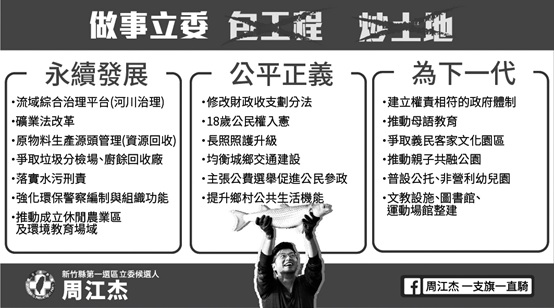 做事立委 包工程 炒土地
永續發展
•流域綜合治理平台(河川治理)
•礦業法改革
•原物料生產源頭管理(資源回收)
•爭取垃圾分檢場、廚餘回收廠
•落實水污刑責
•強化環保警察編制與組織功能
•推動成立休閒農業區
及環境教育場域
公平正義
•修改財政收支劃分法
•18歲公民權入憲
•長照照護升級
•均衡城鄉交通建設
•主張公費選舉促進公民參政
•提升鄉村公共生活機能
為下一代
•建立權責相符的政府體制
•推動母語教育
•爭取義民客家文化園區
•推動親子共融公園
•普設公托、非營利幼兒園
•文教設施、圖書館、
運動場館整建
新竹縣第一選區立委候選人
周江杰
f 周江杰 一支旗一直騎